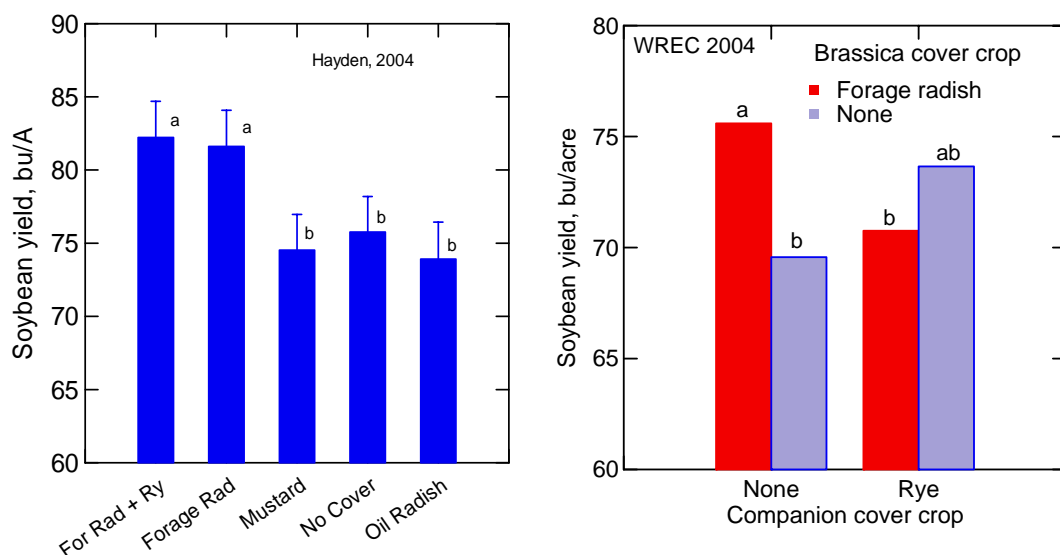 90
85
80
75
70
65
60
Soybean yield, bu/A
Hayden, 2004
a
a
b
b
b
For Rad + Ry
Forage Rad
Mustard
No Cover
Oil Radish
80
75
70
65
60
Soybean yield, bu/acre
WREC 2004
Brassica cover crop
Forage radish
None
a
b
b
ab
None
Rye
Companion cover crop